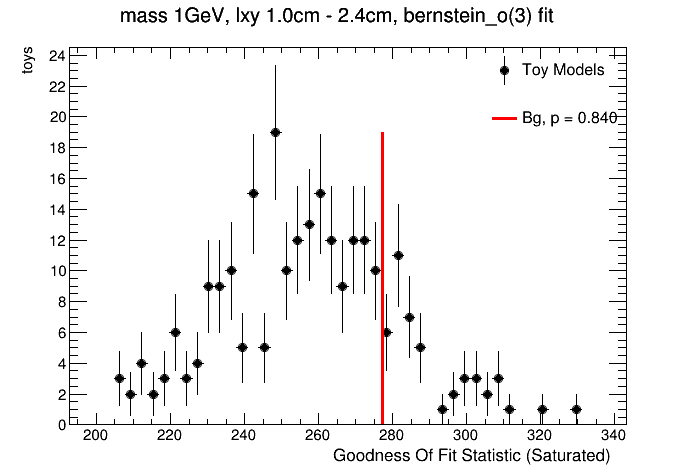 mass 1GeV, lxy 1.0cm - 2.4cm, bernstein_o(3) fit
toys
24
22
20
18
16
14
12
10
8
6
4
2
0
Toy Models
Bg, p = 0.840
200 220 240 260 280 300 320 340
Goodness Of Fit Statistic (Saturated)